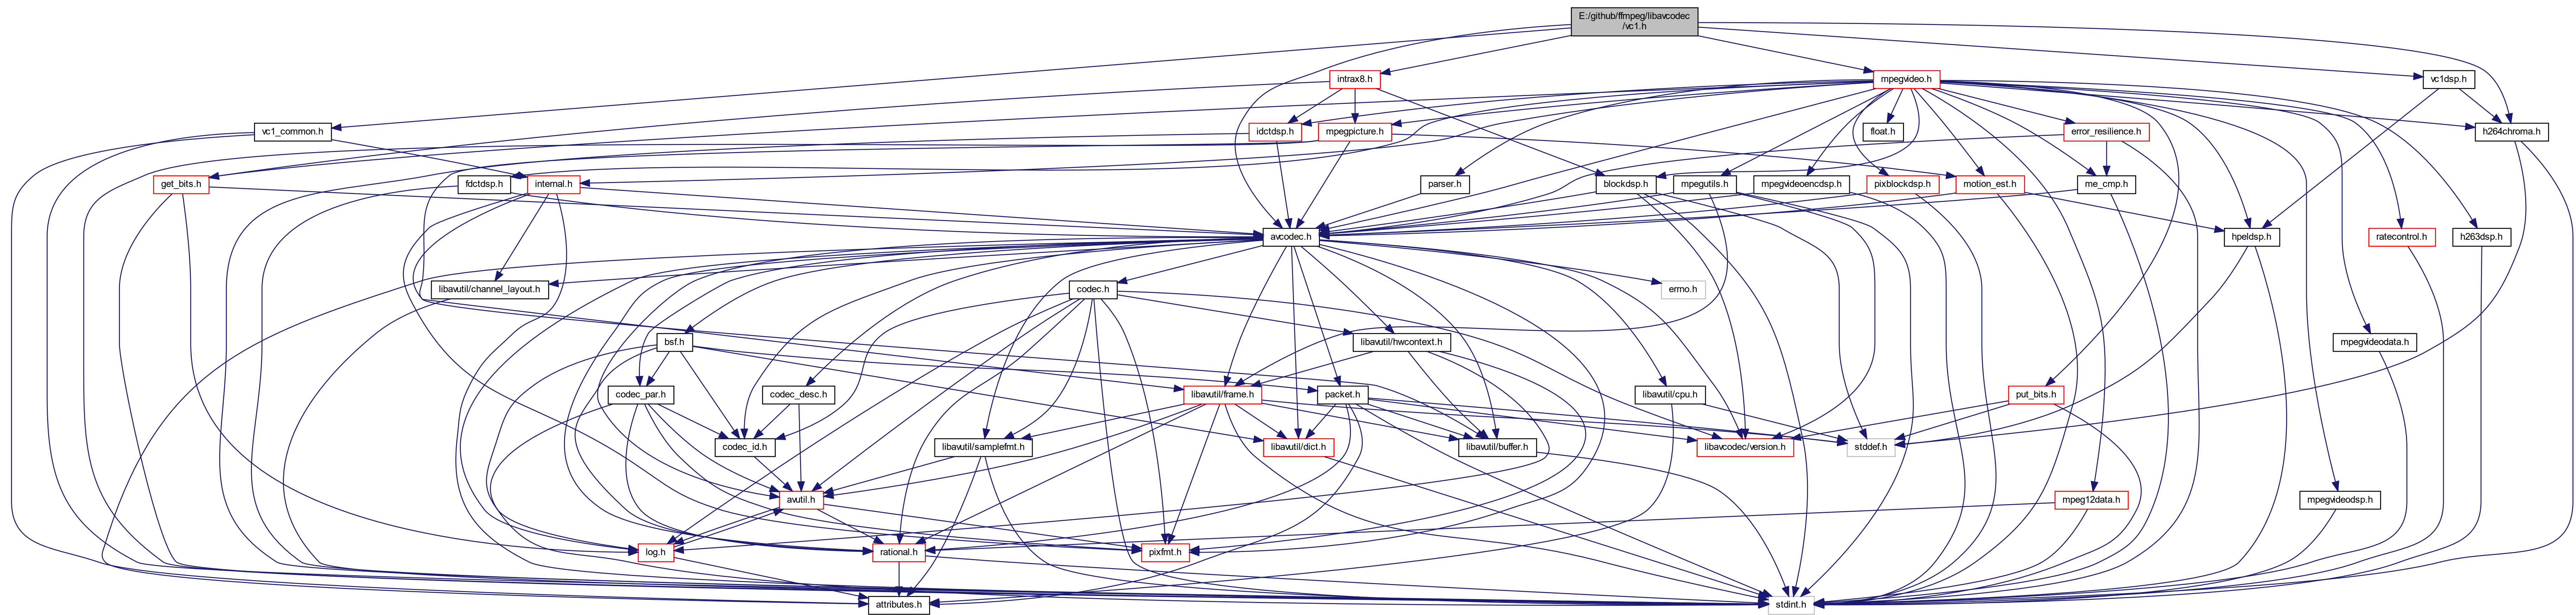 E:/github/ffmpeg/libavcodec
/vc1.h
intrax8.h
mpegvideo.h
vc1dsp.h
vc1_common.h
idctdsp.h
mpegpicture.h
float.h
error_resilience.h
h264chroma.h
get_bits.h
fdctdsp.h
internal.h
parser.h
blockdsp.h
mpegutils.h
mpegvideoencdsp.h
pixblockdsp.h
motion_est.h
me_cmp.h
avcodec.h
hpeldsp.h
ratecontrol.h
h263dsp.h
libavutil/channel_layout.h
codec.h
errno.h
bsf.h
libavutil/hwcontext.h
mpegvideodata.h
codec_par.h
codec_desc.h
libavutil/frame.h
packet.h
libavutil/cpu.h
put_bits.h
codec_id.h
libavutil/samplefmt.h
libavutil/dict.h
libavutil/buffer.h
libavcodec/version.h
stddef.h
avutil.h
mpeg12data.h
mpegvideodsp.h
log.h
rational.h
pixfmt.h
attributes.h
stdint.h